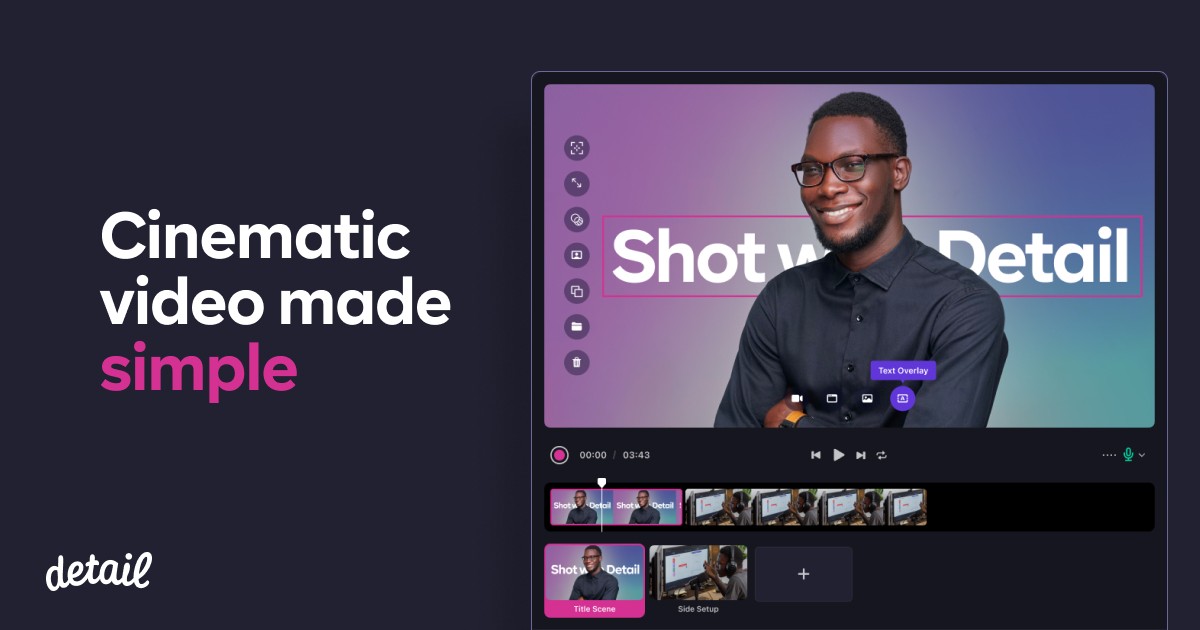 Cinematic
video made
simple
detail
Shot w Detail
Text Overlay
00:00 / 03:43
Shot w Detail Shot w Detail
Shot w Detail
Title Scene
Side Setup